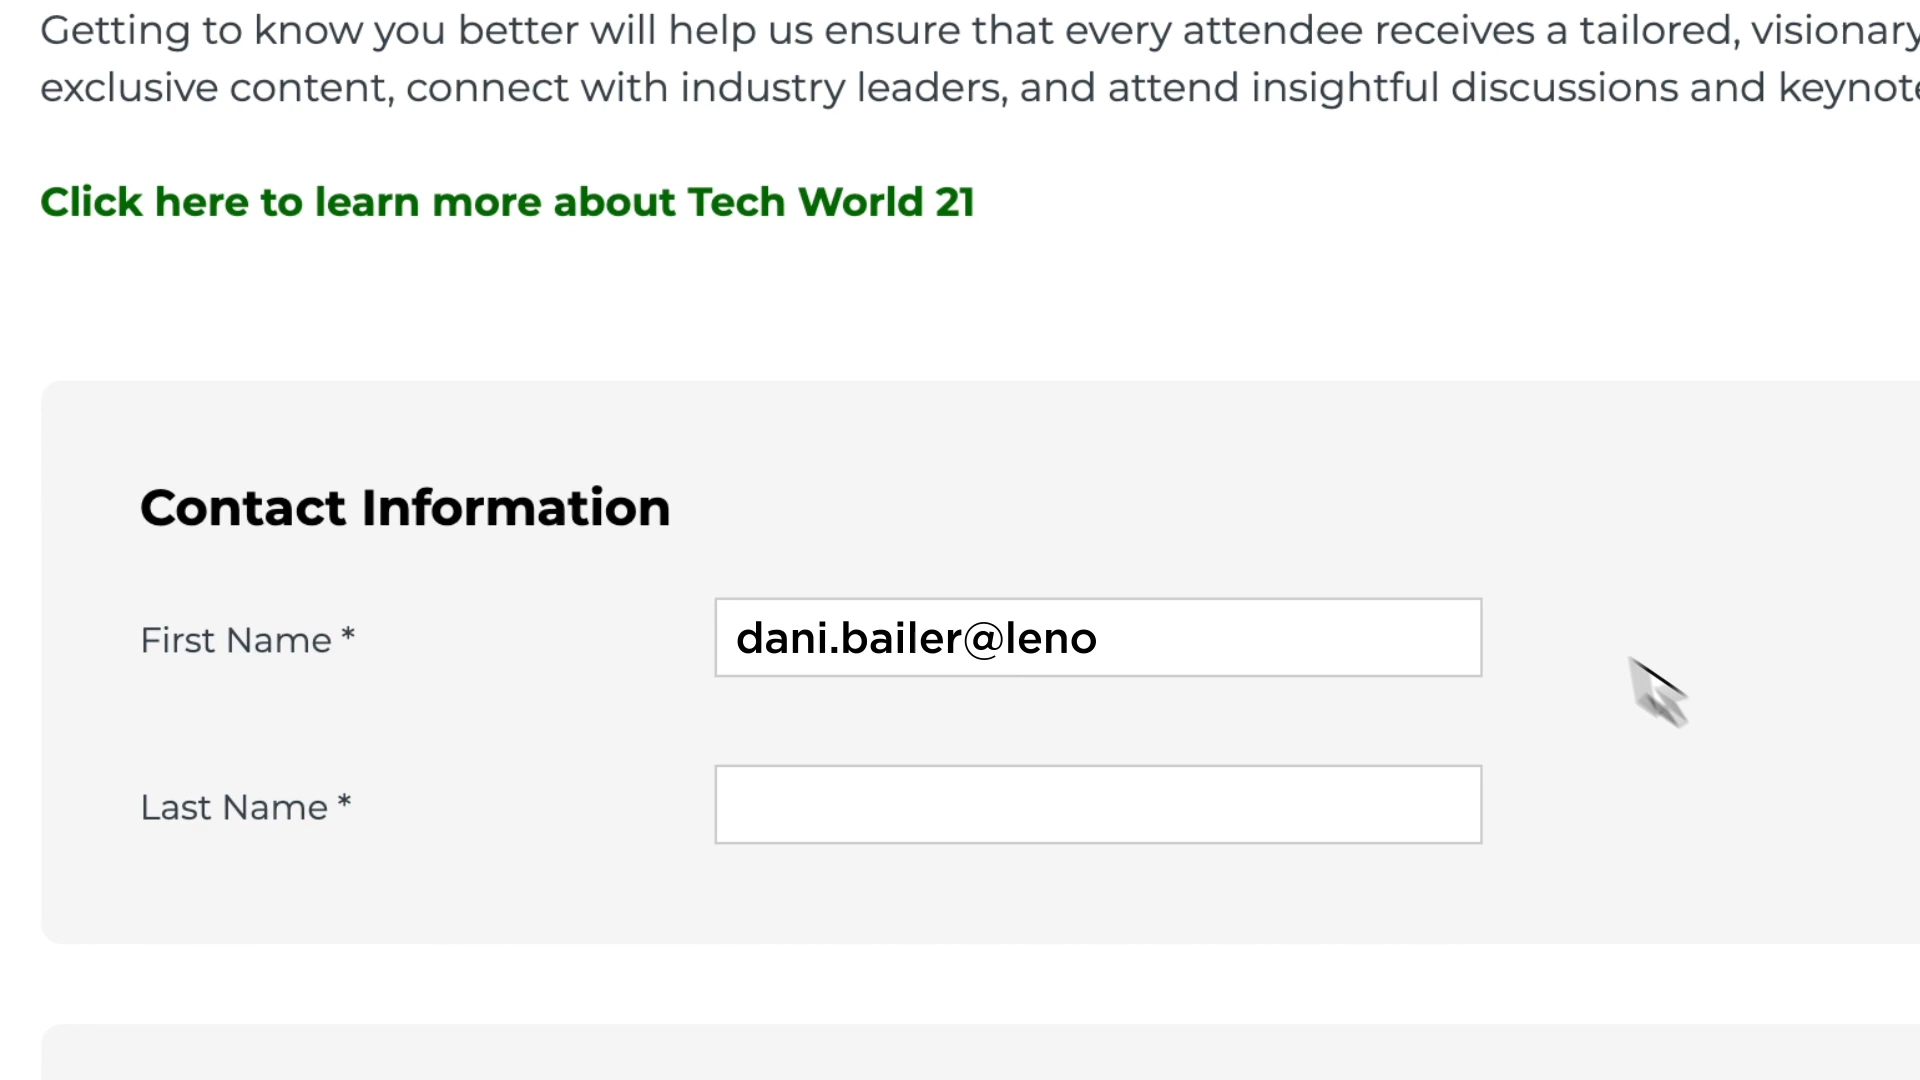 Getting to know you better will help us ensure that every attendee receives a tailored, visionary
exclusive content, connect with industry leaders, and attend insightful discussions and keynote
Click here to learn more about Tech World 21
Contact Information
First Name *
dani.bailer@leno
Last Name *